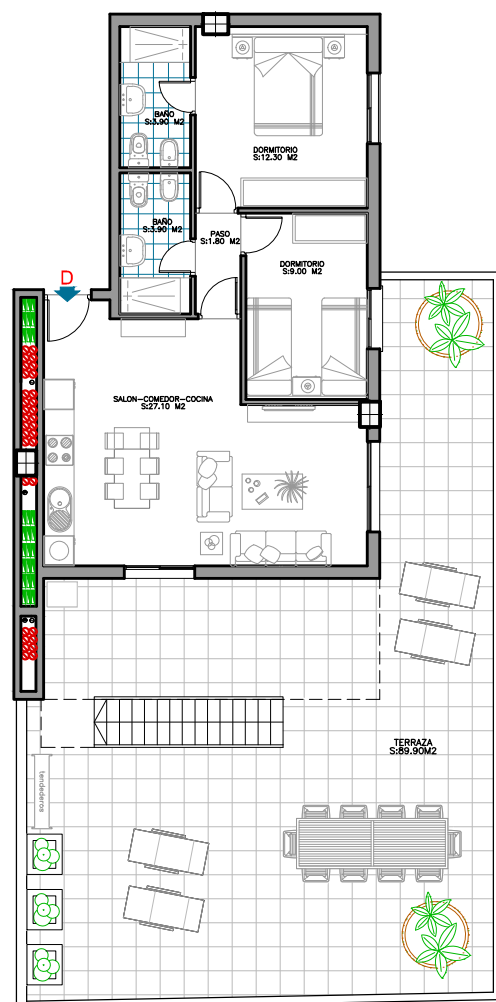 BAÑO
S:3.90 M2
DORMITORIO
S:12.30 M2
BAÑO
S:3.90 M2
PASO
S:1.80 M2
DORMITORIO
S:9.00 M2
D
SALON-COMEDOR-COCINA
S:27.10 M2
TERRAZA
S:89.90M2
tendederos